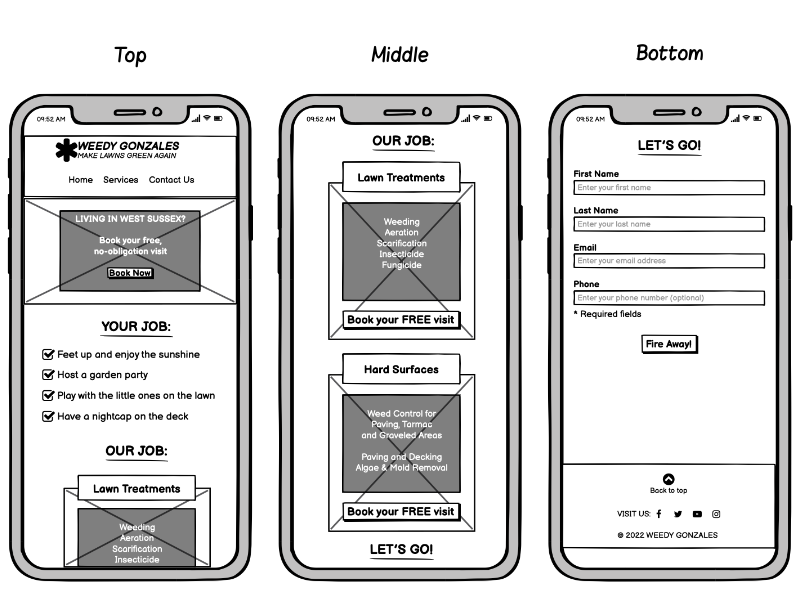 Top
Middle
Bottom
09:52 AM
WEEDY GONZALES
MAKE LAWNS GREEN AGAIN
Home Services Contact Us
LIVING IN WEST SUSSEX?
Book your free,
no-obligation visit
Book Now
YOUR JOB:
Feet up and enjoy the sunshine
Host a garden party
Play with the little ones on the lawn
Have a nightcap on the deck
OUR JOB:
Lawn Treatments
Weeding
Aeration
Scarification
Insecticide
09:52 AM
OUR JOB:
Lawn Treatments
Weeding
Aeration
Scarification
Insecticide
Fungicide
Book your FREE visit
Hard Surfaces
Weed Control for
Paving, Tarmac
and Graveled Areas
Paving and Decking
Algae & Mold Removal
Book your FREE visit
LET'S GO!
09:52 AM
LET'S GO!
First Name
Enter your first name
Last Name
Enter your last name
Email
Enter your email address
Phone
Enter your phone number (optional)
* Required fields
Fire Away!
Back to top
VISIT US:
© 2022 WEEDY GONZALES